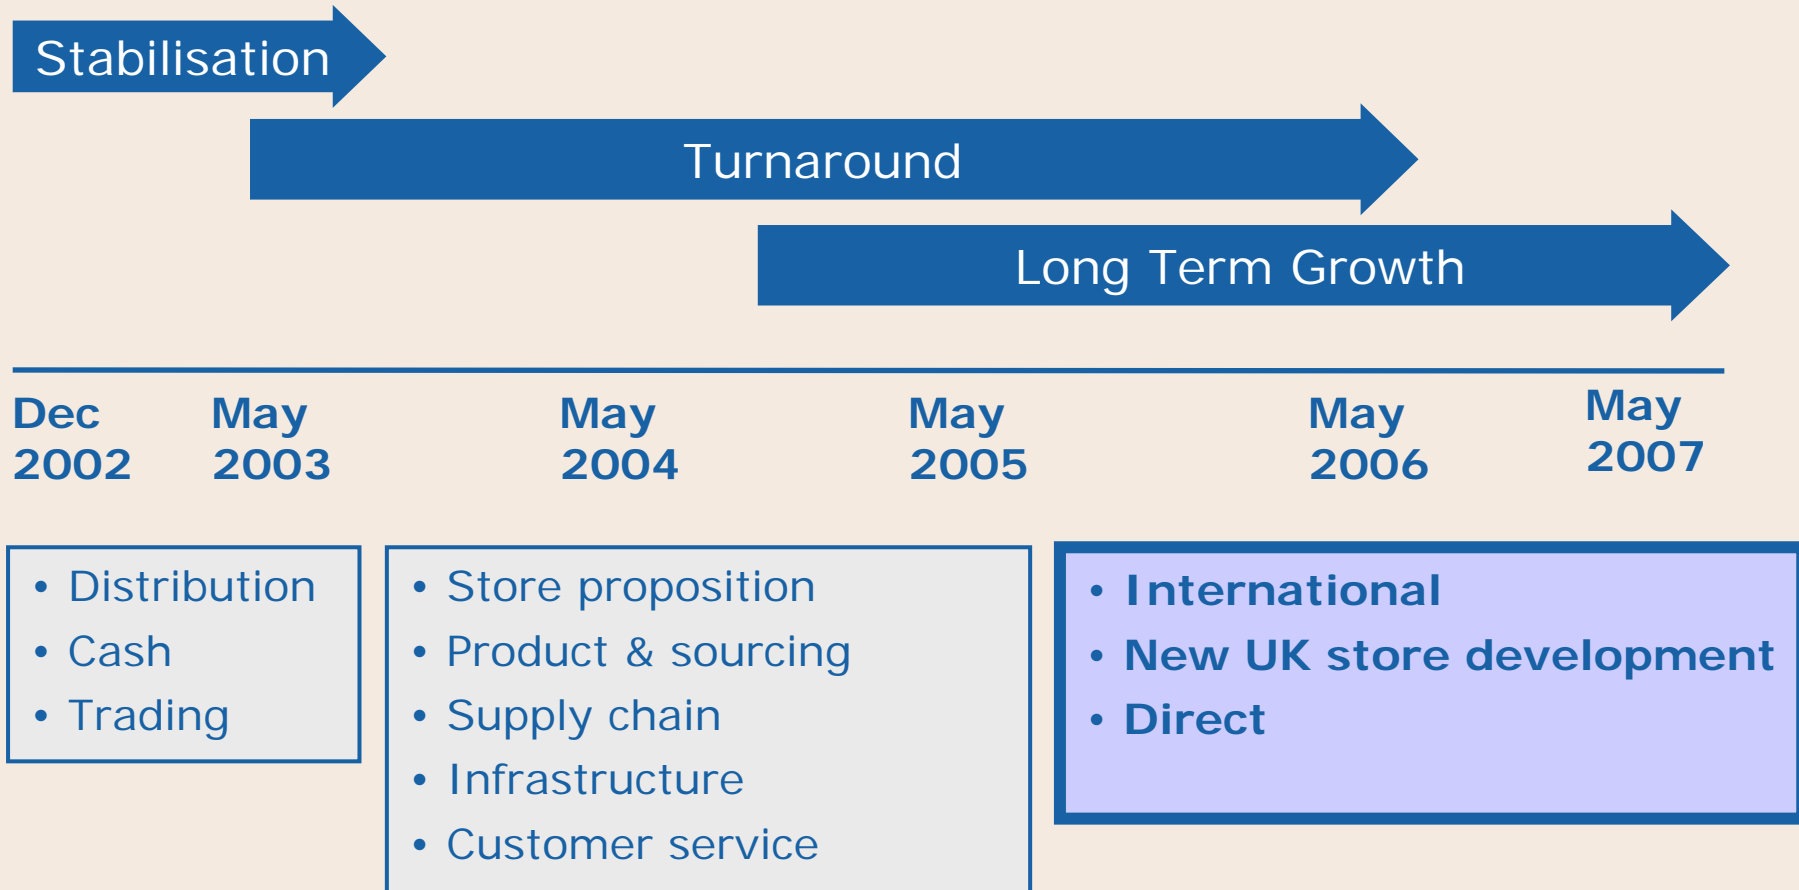 Stabilisation
Turnaround
Long Term Growth
Dec May May May May May
2002 2003 2004 2005 2006 2007
• Distribution
• Cash
• Trading
• Store proposition
• Product & sourcing
• Supply chain
• Infrastructure
• Customer service
• International
• New UK store development
• Direct